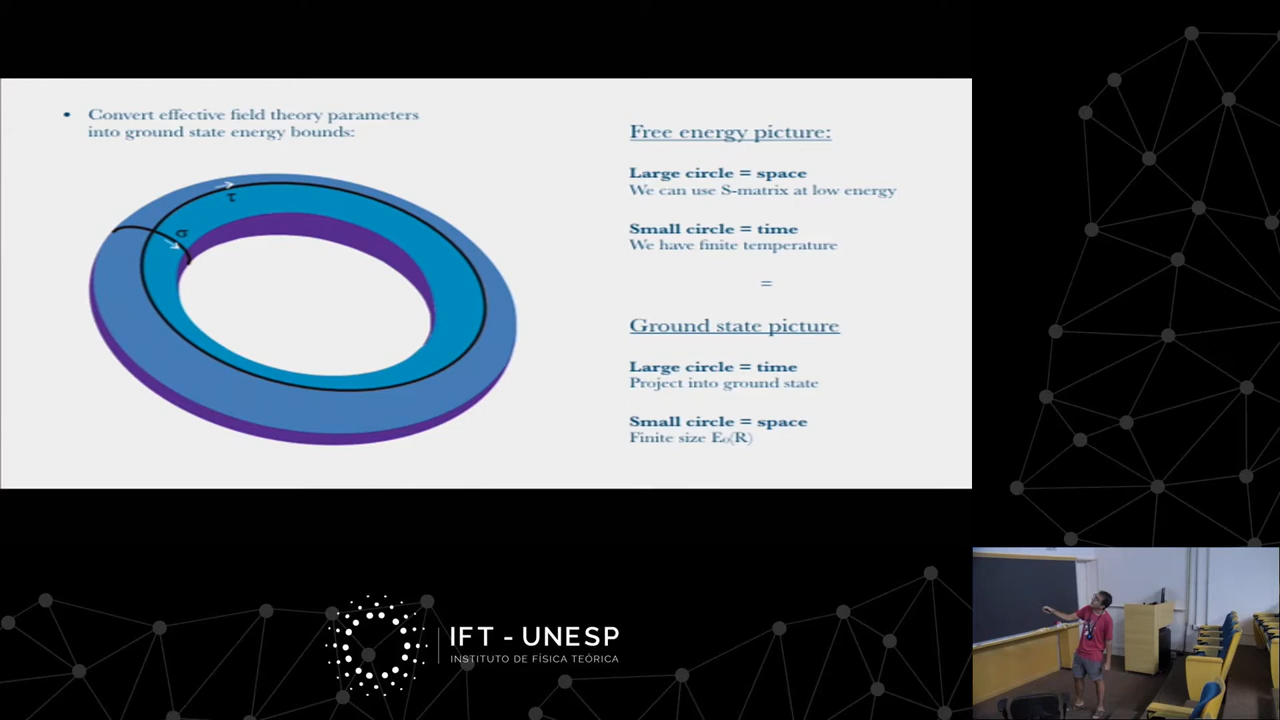 • Convert effective field theory parameters
into ground state energy bounds:
τ
σ
Free energy picture:
Large circle = space
We can use S-matrix at low energy
Small circle = time
We have finite temperature
=
Ground state picture
Large circle = time
Project into ground state
Small circle = space
Finite size E₀(R)
IFT - UNESP
INSTITUTO DE FÍSICA TEÓRICA